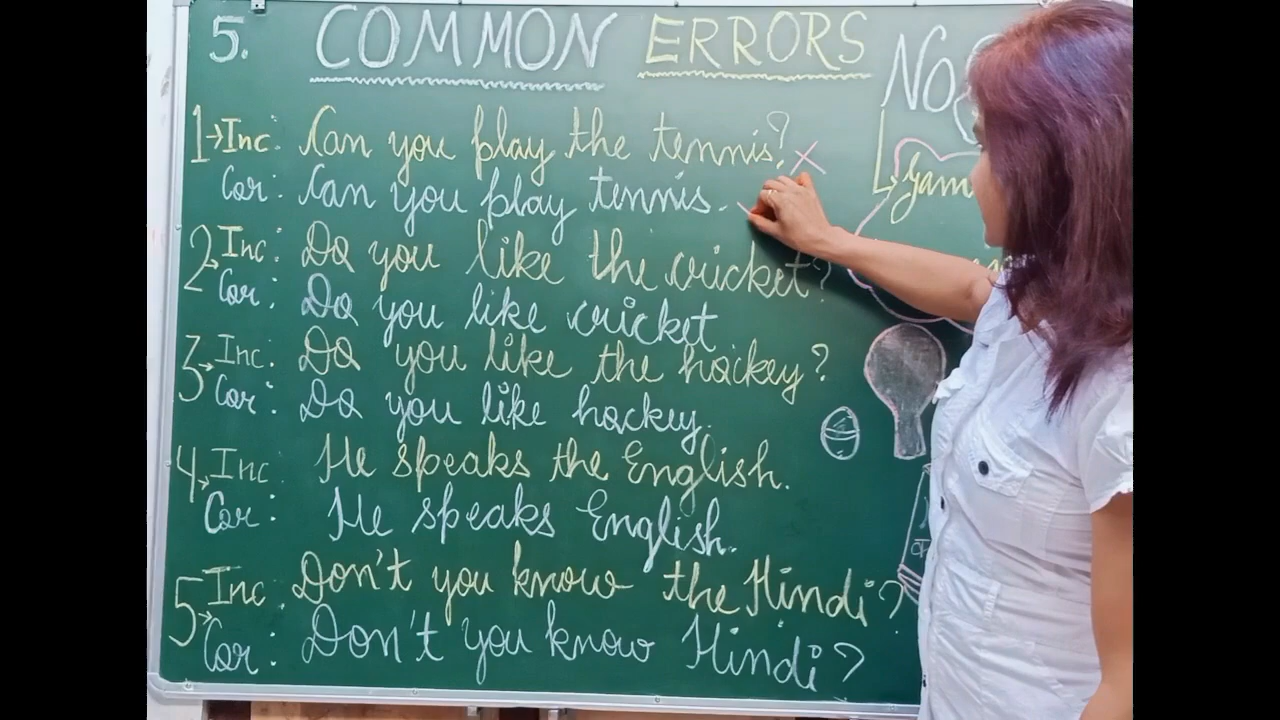 5. COMMON ERRORS
No
Gam
1→Inc: Can you play the tennis? ×
Cor: Can you play tennis.
2→Inc: Do you like the cricket?
Cor: Do you like cricket
3→Inc: Do you like the hockey?
Cor: Do you like hockey.
4→Inc He speaks the English.
Cor: He speaks English.
5→Inc: Don't you know the Hindi?
Cor: Don't you know Hindi?